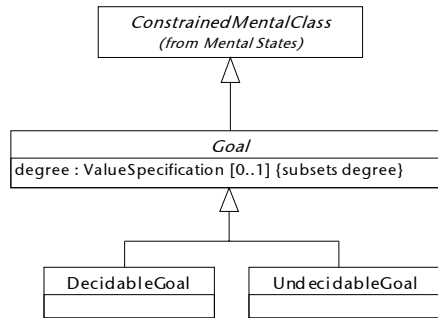 ConstrainedMentalClass
(from Mental States)
Goal
degree : ValueSpecification [0..1] {subsets degree}
DecidableGoal
UndecidableGoal